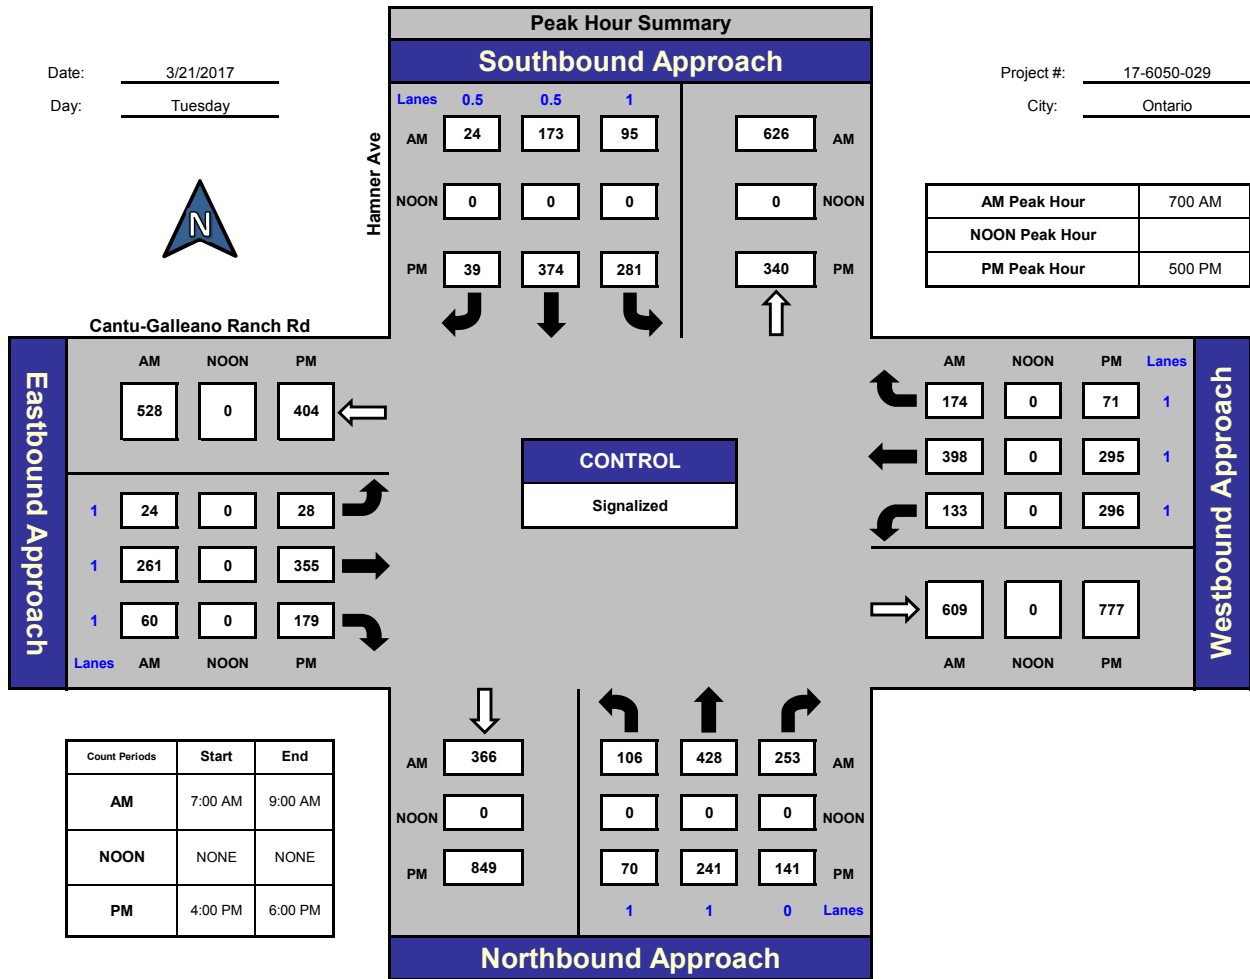 Peak Hour Summary
Southbound Approach
Date: 3/21/2017
Project #: 17-6050-029
Day: Tuesday
City: Ontario
Lanes 0.5 0.5 1
AM 24 173 95 626 AM
NOON 0 0 0 0 NOON
PM 39 374 281 340 PM
Hamner Ave
N
AM Peak Hour 700 AM
NOON Peak Hour
PM Peak Hour 500 PM
Cantu-Galleano Ranch Rd
Eastbound Approach
AM NOON PM
528 0 404
1 24 0 28
1 261 0 355
1 60 0 179
Lanes AM NOON PM
CONTROL
Signalized
AM NOON PM Lanes
174 0 71 1
398 0 295 1
133 0 296 1
609 0 777
AM NOON PM
Westbound Approach
Count Periods Start End
AM 7:00 AM 9:00 AM
NOON NONE NONE
PM 4:00 PM 6:00 PM
AM 366 106 428 253 AM
NOON 0 0 0 0 NOON
PM 849 70 241 141 PM
1 1 0 Lanes
Northbound Approach